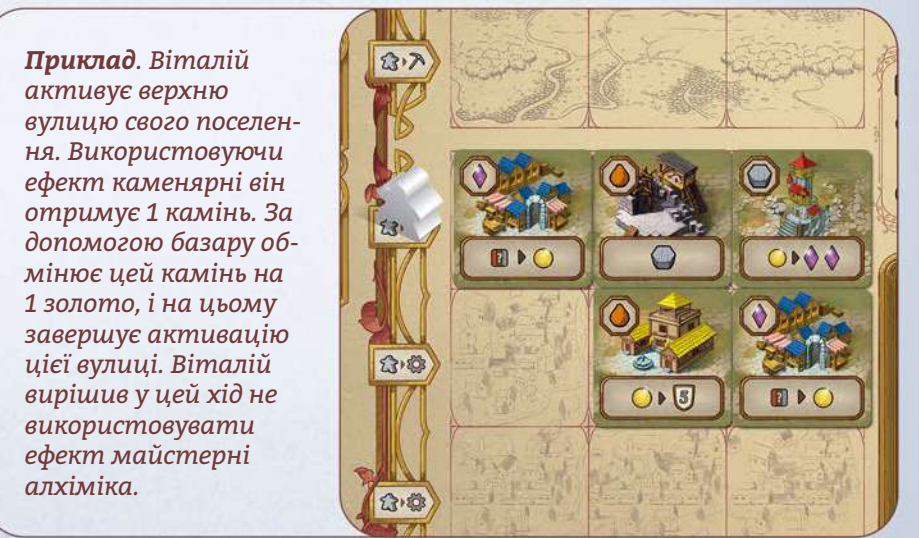 Приклад. Віталій
активує верхню
вулицю свого поселен-
ня. Використовуючи
ефект каменярні він
отримує 1 камінь. За
допомогою базару об-
мінює цей камінь на
1 золото, і на цьому
завершує активацію
цієї вулиці. Віталій
вирішив у цей хід не
використовувати
ефект майстерні
алхіміка.
?
5
?